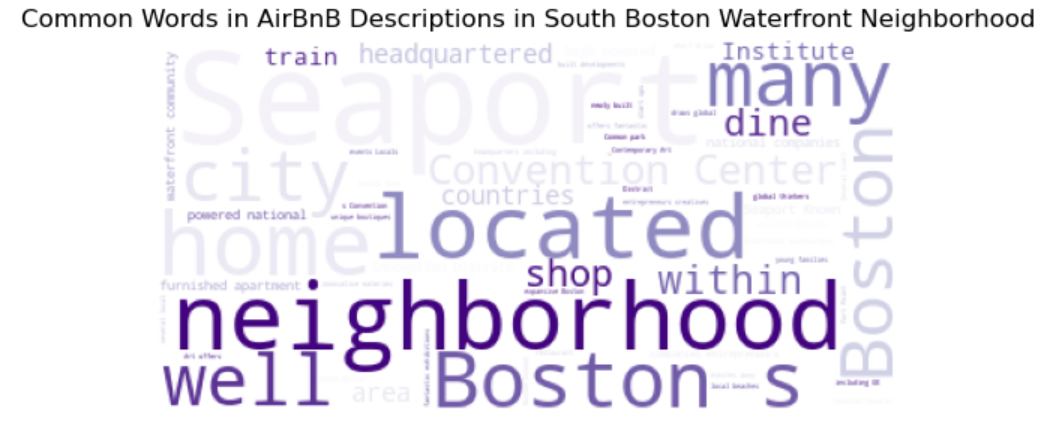 Common Words in AirBnB Descriptions in South Boston Waterfront Neighborhood
train
headquartered
Institute
Seaport
many
waterfront community
built developments
newly built
draws global
dine
offers fantastic
Common park
national companies
events Locals
headquarters including
Contemporary Art
city
Convention Center
Boston
countries
District
global thinkers
entrepreneurs creatives
s Convention
unique boutiques
powered national
Seaport Known
located
home
shop
within
young families
furnished apartment
expansive Boston
neighborhood
Art offers
well
Boston s
area
local beaches
including GE